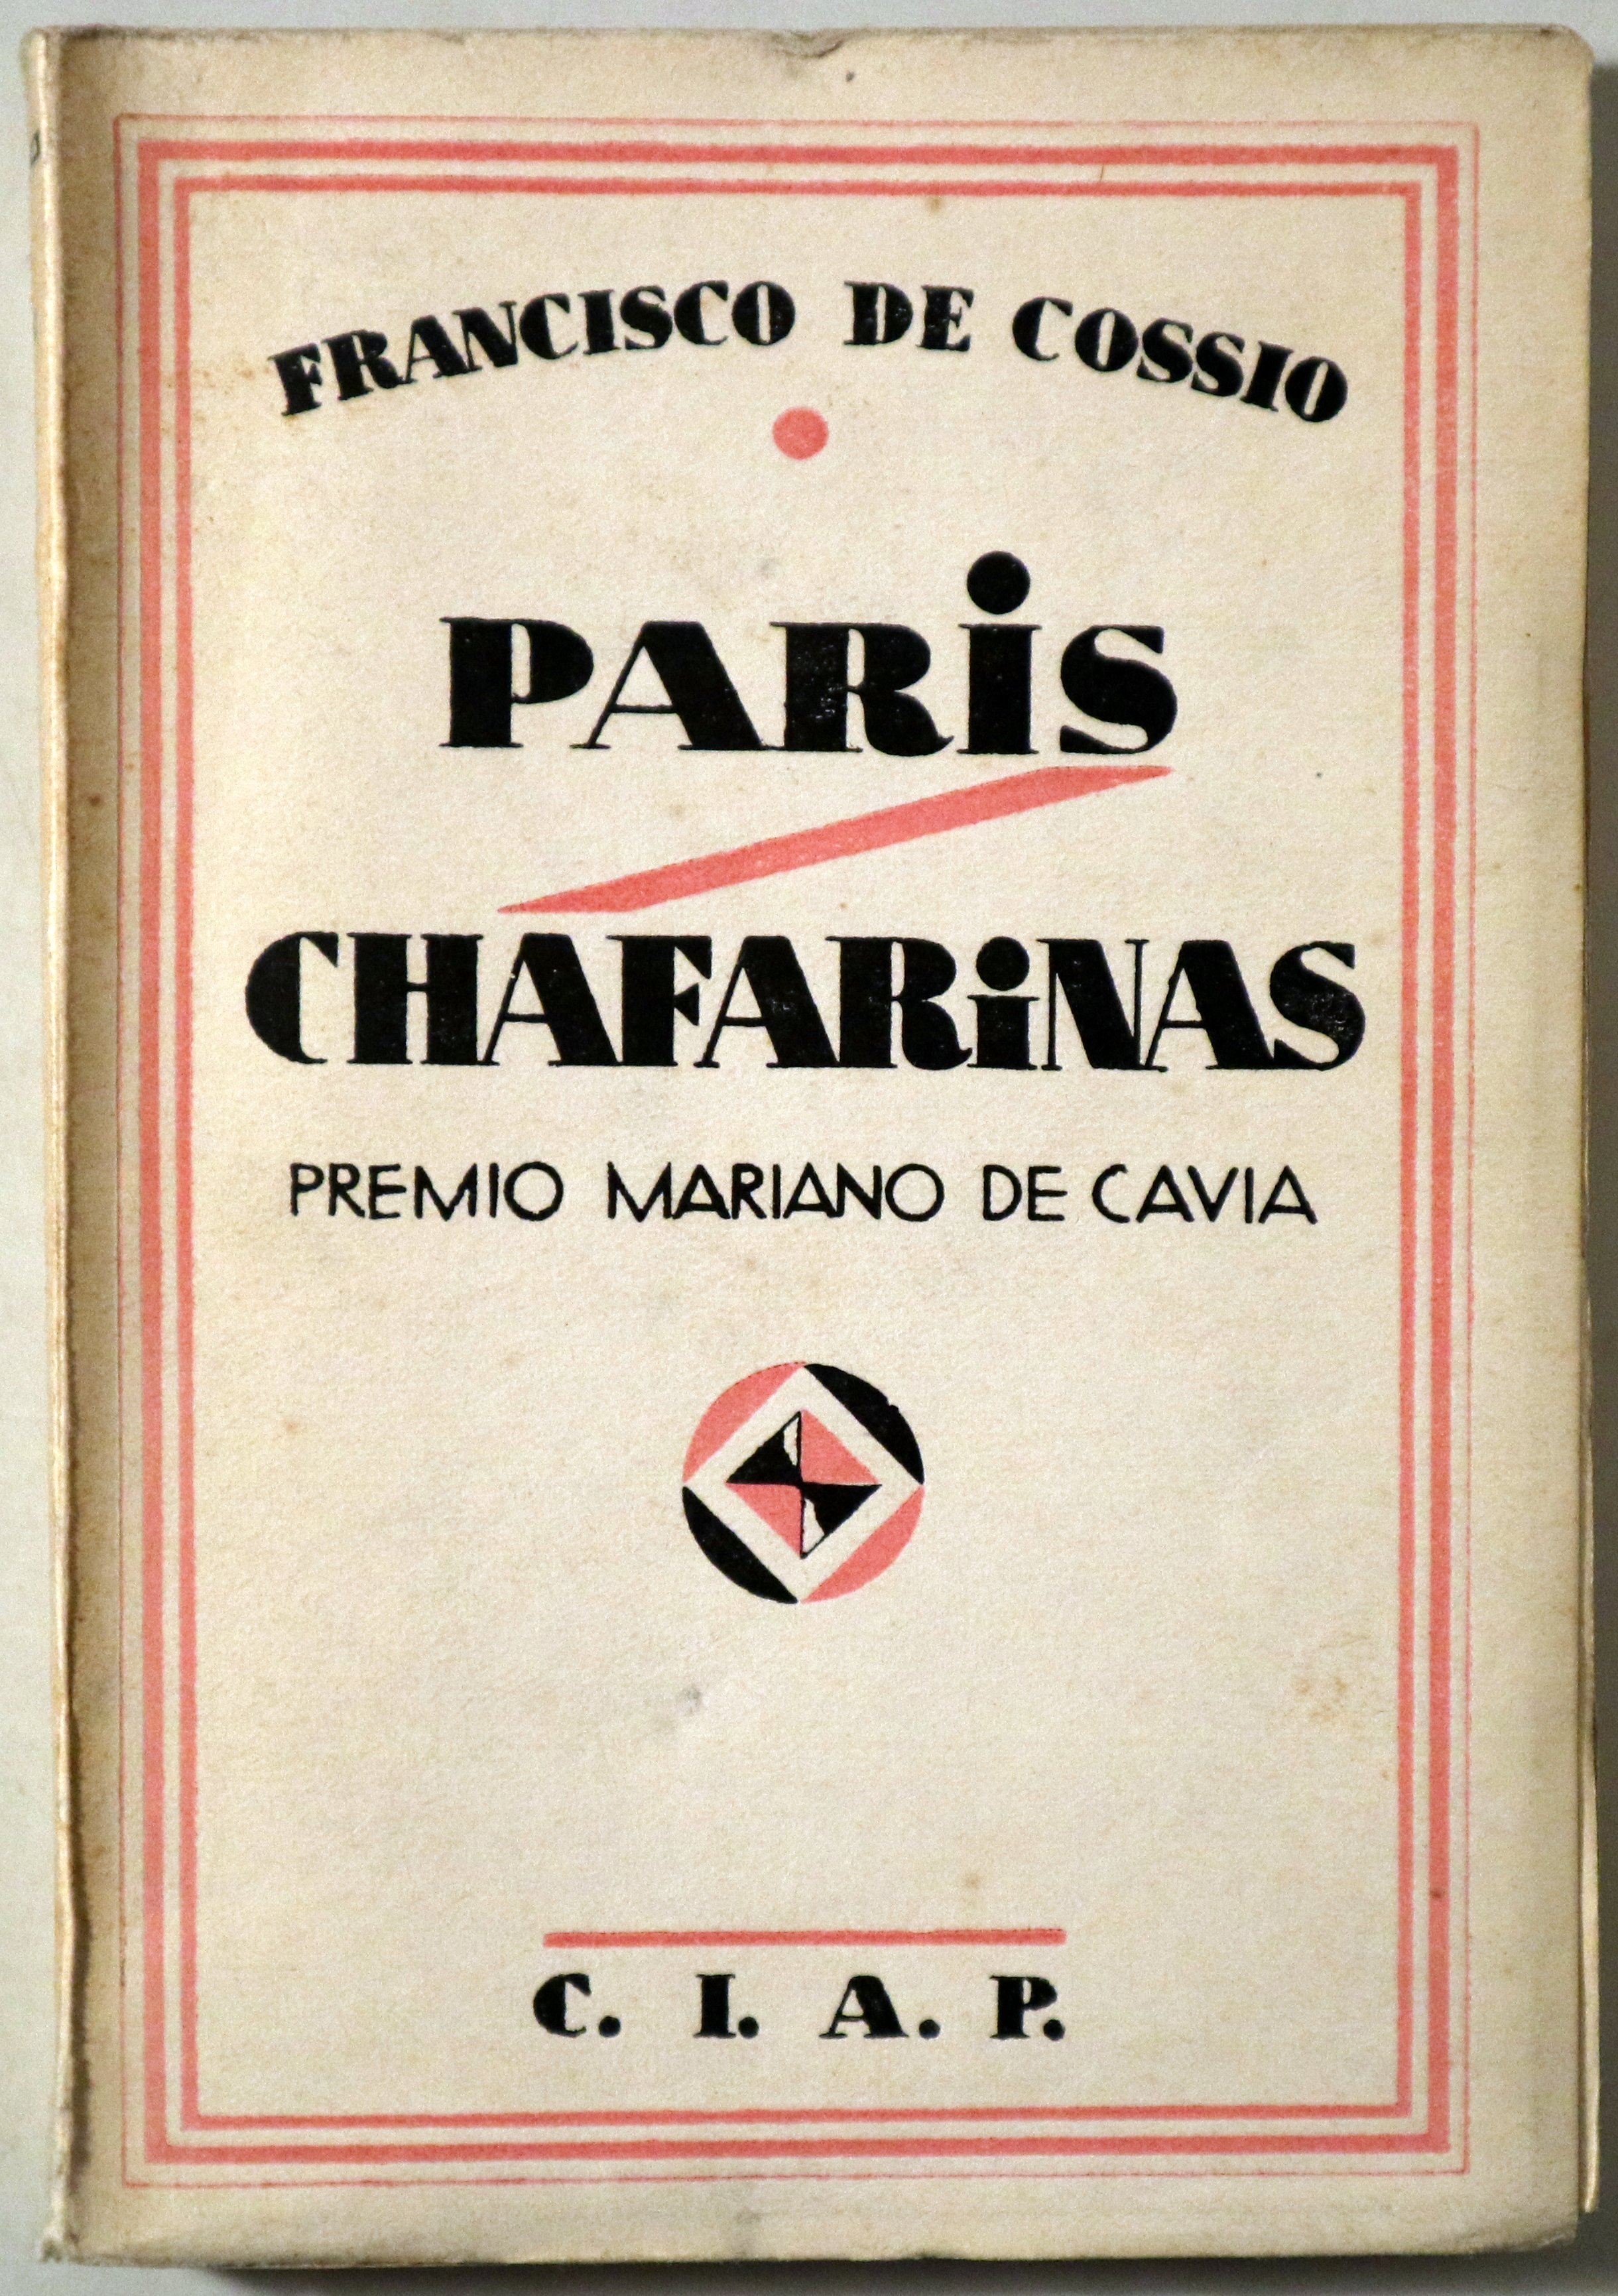 FRANCISCO DE COSSIO
PARiS
CHAFARiNAS
PREMIO MARIANO DE CAVIA
C. I. A. P.